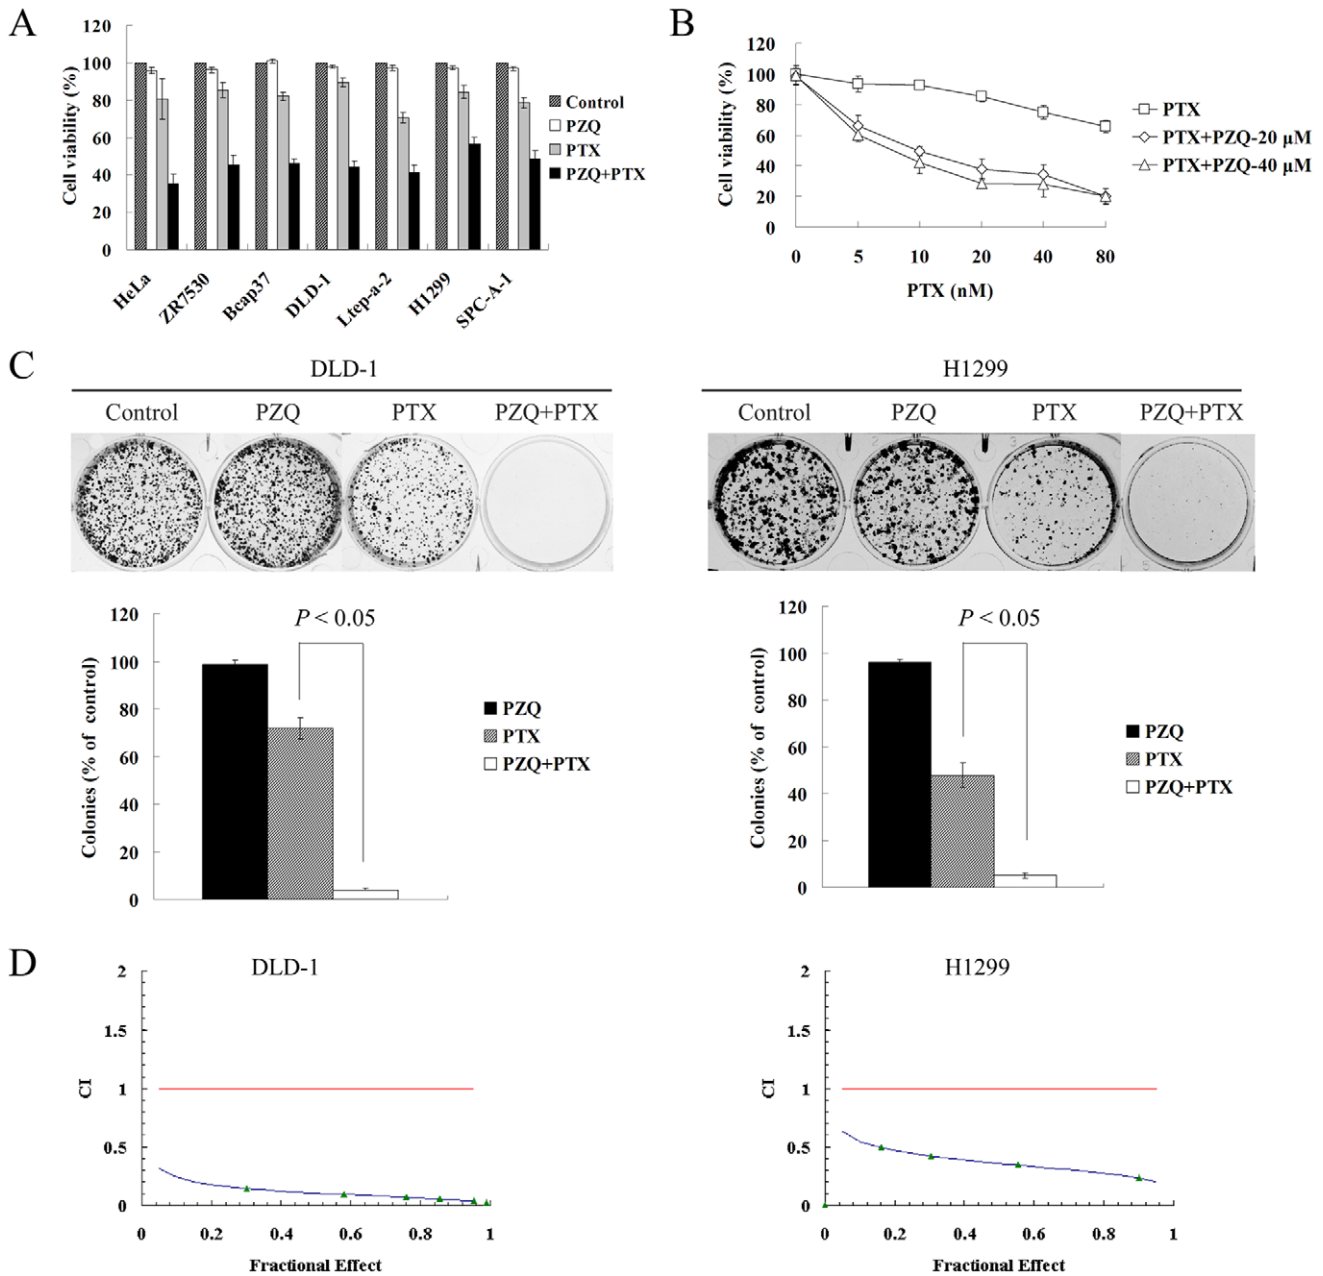 A
120
100
80
60
40
20
0
Cell viability (%)
HeLa
ZR7530
Bcap37
DLD-1
Ltep-a-2
H1299
SPC-A-1
Control
PZQ
PTX
PZQ+PTX
B
120
100
80
60
40
20
0
Cell viability (%)
0 5 10 20 40 80
PTX (nM)
PTX
PTX+PZQ-20 µM
PTX+PZQ-40 µM
C
DLD-1
Control PZQ PTX PZQ+PTX
H1299
Control PZQ PTX PZQ+PTX
120
100
80
60
40
20
0
Colonies (% of control)
P < 0.05
PZQ
PTX
PZQ+PTX
120
100
80
60
40
20
0
Colonies (% of control)
P < 0.05
PZQ
PTX
PZQ+PTX
D
DLD-1
2
1.5
1
0.5
0
CI
0 0.2 0.4 0.6 0.8 1
Fractional Effect
H1299
2
1.5
1
0.5
0
CI
0 0.2 0.4 0.6 0.8 1
Fractional Effect